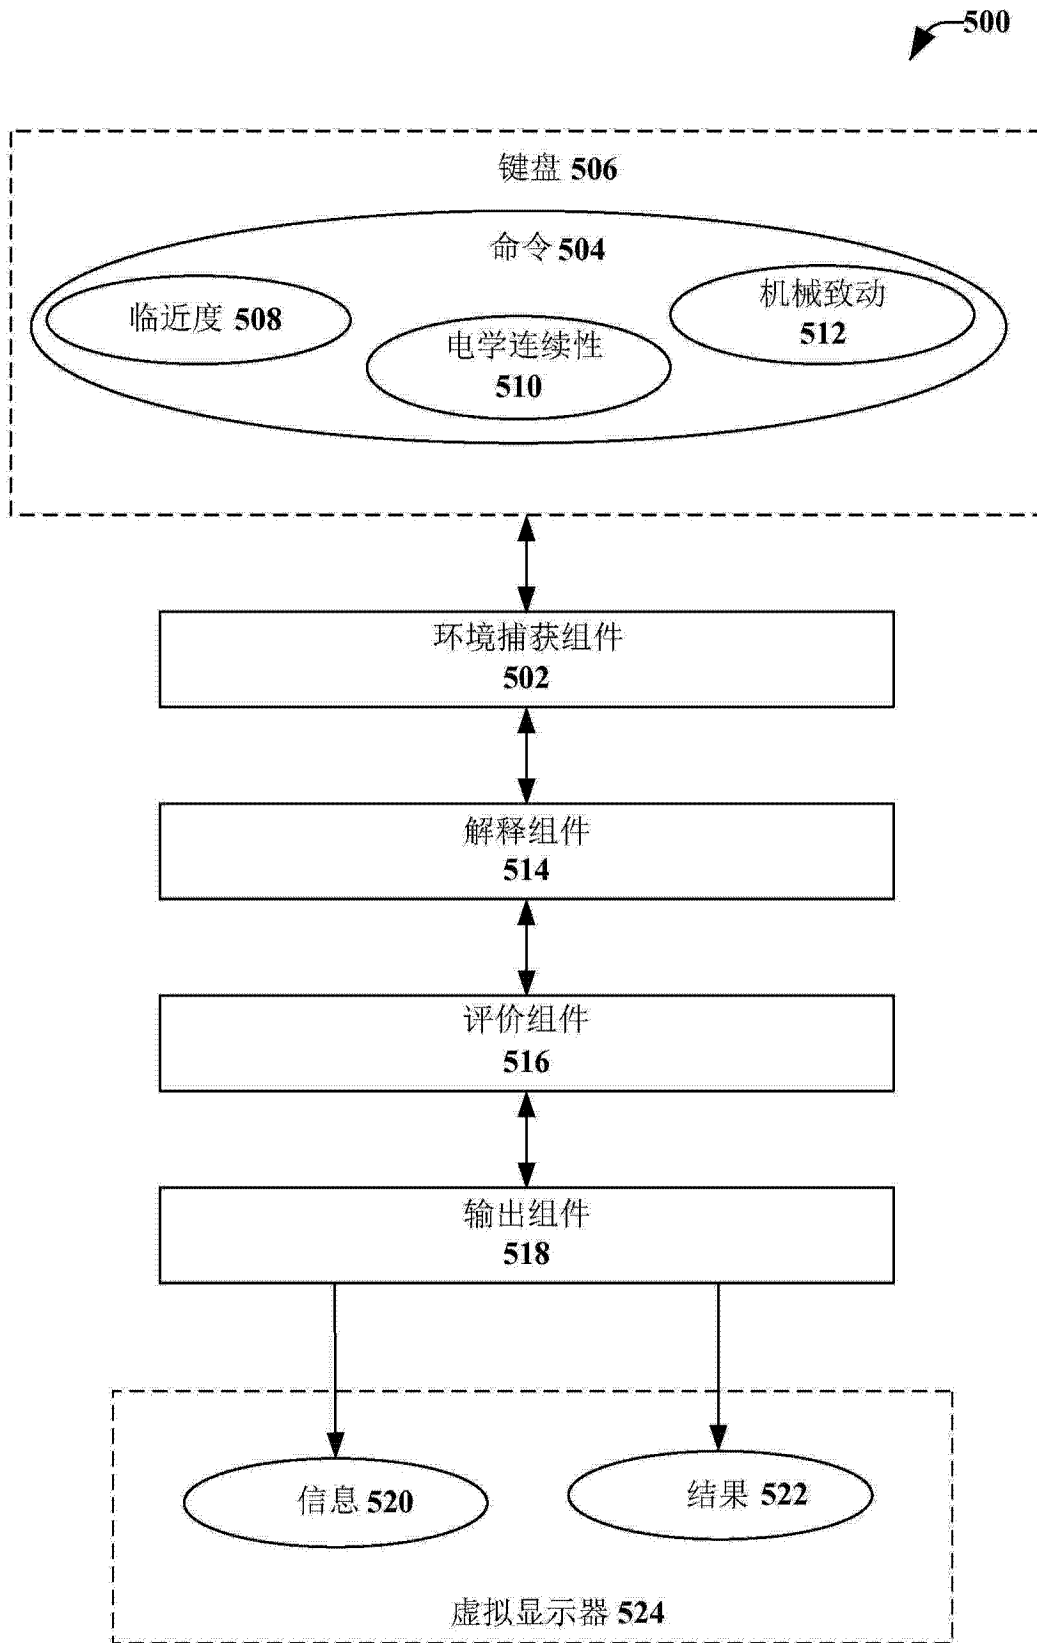 500
键盘 506
命令 504
临近度 508
机械致动
512
电学连续性
510
环境捕获组件
502
解释组件
514
评价组件
516
输出组件
518
信息 520
结果 522
虚拟显示器 524